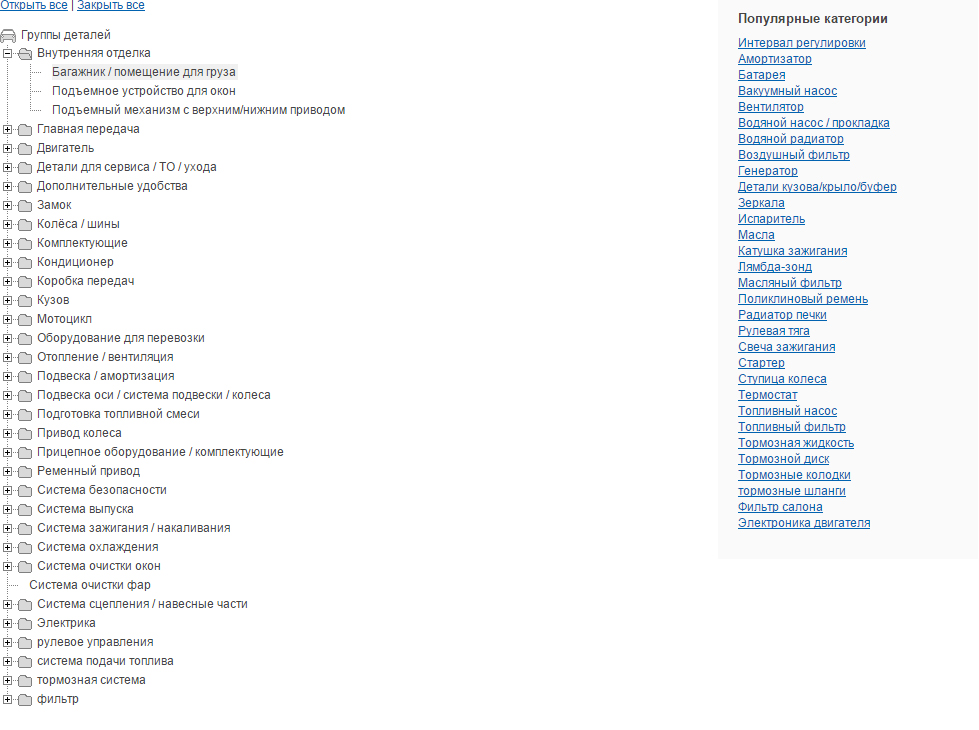 Открыть все | Закрыть все
Группы деталей
Внутренняя отделка
Багажник / помещение для груза
Подъемное устройство для окон
Подъемный механизм с верхним/нижним приводом
Главная передача
Двигатель
Детали для сервиса / ТО / ухода
Дополнительные удобства
Замок
Колёса / шины
Комплектующие
Кондиционер
Коробка передач
Кузов
Мотоцикл
Оборудование для перевозки
Отопление / вентиляция
Подвеска / амортизация
Подвеска оси / система подвески / колеса
Подготовка топливной смеси
Привод колеса
Прицепное оборудование / комплектующие
Ременный привод
Система безопасности
Система выпуска
Система зажигания / накаливания
Система охлаждения
Система очистки окон
Система очистки фар
Система сцепления / навесные части
Электрика
рулевое управления
система подачи топлива
тормозная система
фильтр
Популярные категории
Интервал регулировки
Амортизатор
Батарея
Вакуумный насос
Вентилятор
Водяной насос / прокладка
Водяной радиатор
Воздушный фильтр
Генератор
Детали кузова/крыло/буфер
Зеркала
Испаритель
Масла
Катушка зажигания
Лямбда-зонд
Масляный фильтр
Поликлиновый ремень
Радиатор печки
Рулевая тяга
Свеча зажигания
Стартер
Ступица колеса
Термостат
Топливный насос
Топливный фильтр
Тормозная жидкость
Тормозной диск
Тормозные колодки
тормозные шланги
Фильтр салона
Электроника двигателя